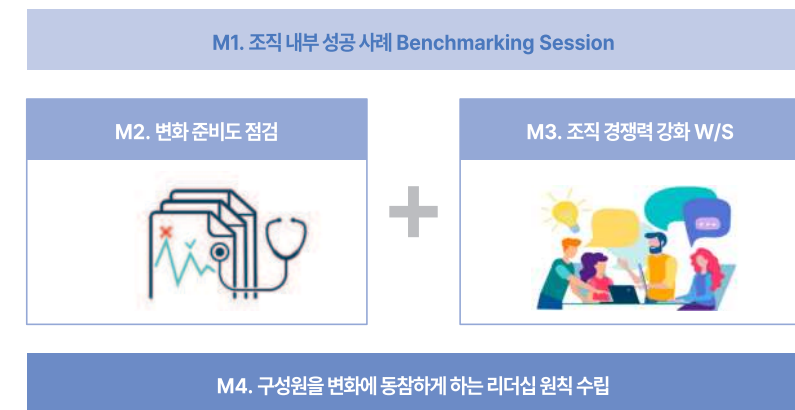 M1. 조직 내부 성공 사례 Benchmarking Session
M2. 변화 준비도 점검
M3. 조직 경쟁력 강화 W/S
M4. 구성원을 변화에 동참하게 하는 리더십 원칙 수립